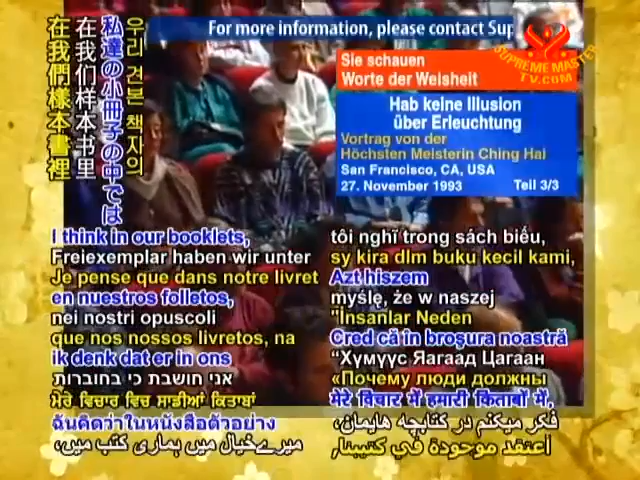 For more information, please contact Sup
SUPREME MASTER
TV.COM
Sie schauen
Worte der Weisheit
Hab keine Illusion
über Erleuchtung
Vortrag von der
Höchsten Meisterin Ching Hai
San Francisco, CA, USA
27. November 1993 Teil 3/3
우리 견본 책자의
私達の小冊子の中では
在我们样本书里
在我們樣本書裡
I think in our booklets,
Freiexemplar haben wir unter
Je pense que dans notre livret
en nuestros folletos,
nei nostri opuscoli
que nos nossos livretos, na
ik denk dat er in ons
אני חושבת כי בחוברות
ਮੇਰੇ ਵਿਚਾਰ ਵਿਚ ਸਾਡੀਆਂ ਕਿਤਾਬਾਂ
ฉันคิดว่าในหนังสือตัวอย่าง
میرے خیال میں ہماری کتب میں،
tôi nghĩ trong sách biếu,
sy kira dlm buku kecil kami,
Azt hiszem
myślę, że w naszej
"İnsanlar Neden
Cred că în broşura noastră
“Хүмүүс Яагаад Цагаан
«Почему люди должны
मेरे विचार में हमारी किताबों में,
فکر میکنم در کتابچه هایمان,
أعتقد موجودة في كتيبنا,